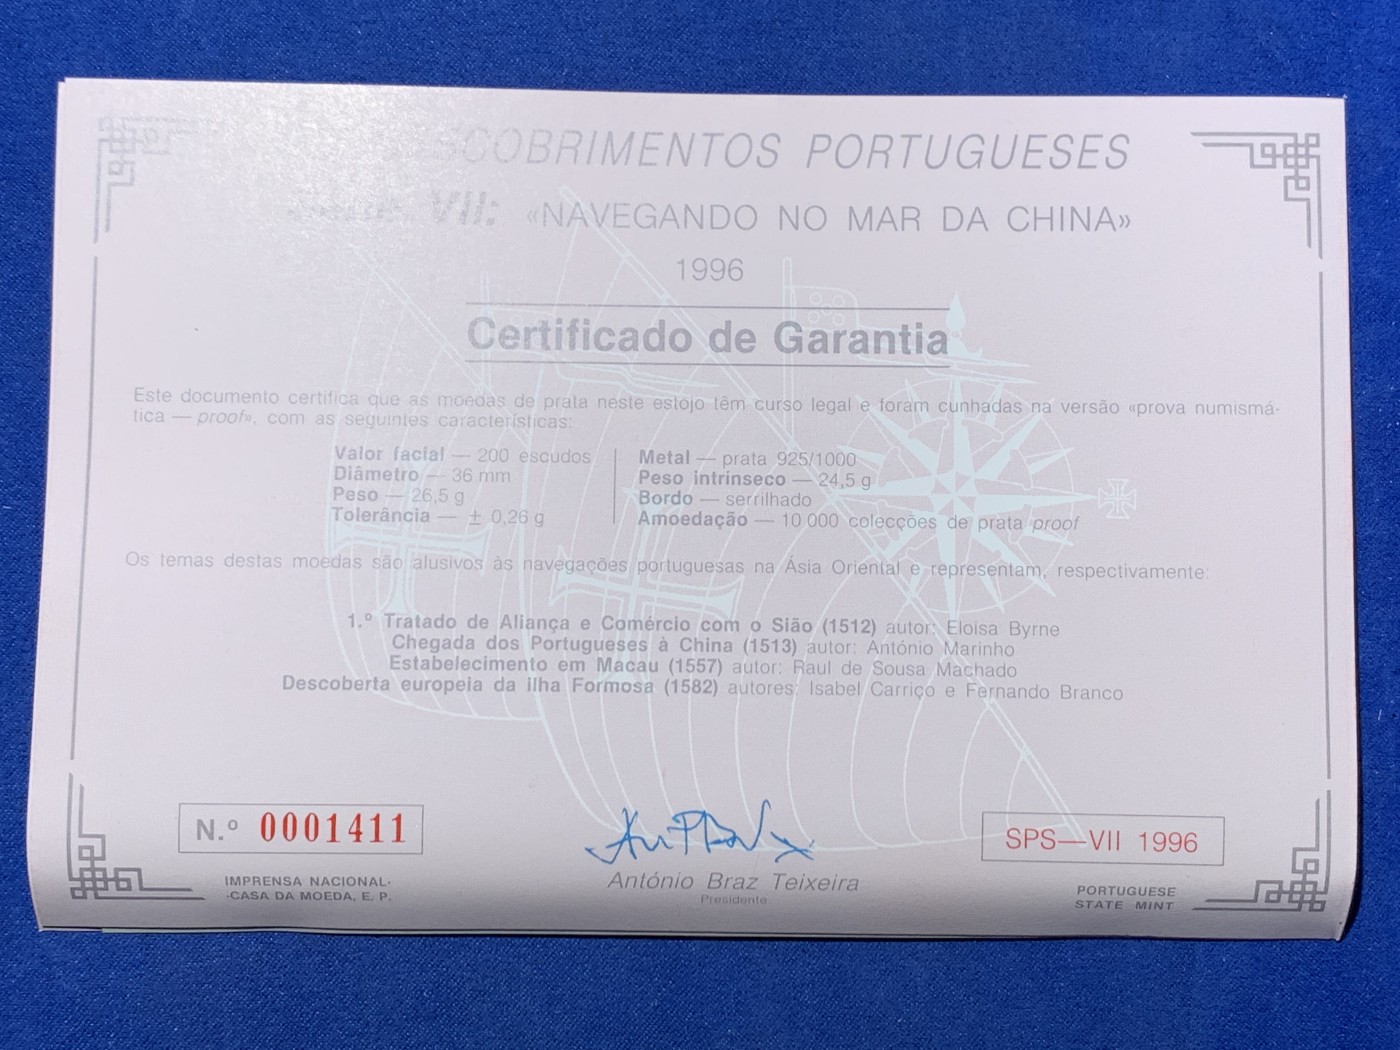 DESCOBRIMENTOS PORTUGUESES
VII: «NAVEGANDO NO MAR DA CHINA»
1996
Certificado de Garantia
Este documento certifica que as moedas de prata neste estojo têm curso legal e foram cunhadas na versão «prova numismá-
tica — proof», com as seguintes características:
Valor facial — 200 escudos
Diâmetro — 36 mm
Peso — 26,5 g
Tolerância — ± 0,26 g
Metal — prata 925/1000
Peso intrínseco — 24,5 g
Bordo — serrilhado
Amoedação — 10 000 colecções de prata proof
Os temas destas moedas são alusivos às navegações portuguesas na Ásia Oriental e representam, respectivamente:
1.º Tratado de Aliança e Comércio com o Sião (1512) autor: Eloisa Byrne
Chegada dos Portugueses à China (1513) autor: António Marinho
Estabelecimento em Macau (1557) autor: Raul de Sousa Machado
Descoberta europeia da ilha Formosa (1582) autores: Isabel Carriço e Fernando Branco
N.º 0001411
IMPRENSA NACIONAL-
-CASA DA MOEDA, E. P.
António Braz Teixeira
Presidente
SPS—VII 1996
PORTUGUESE
STATE MINT